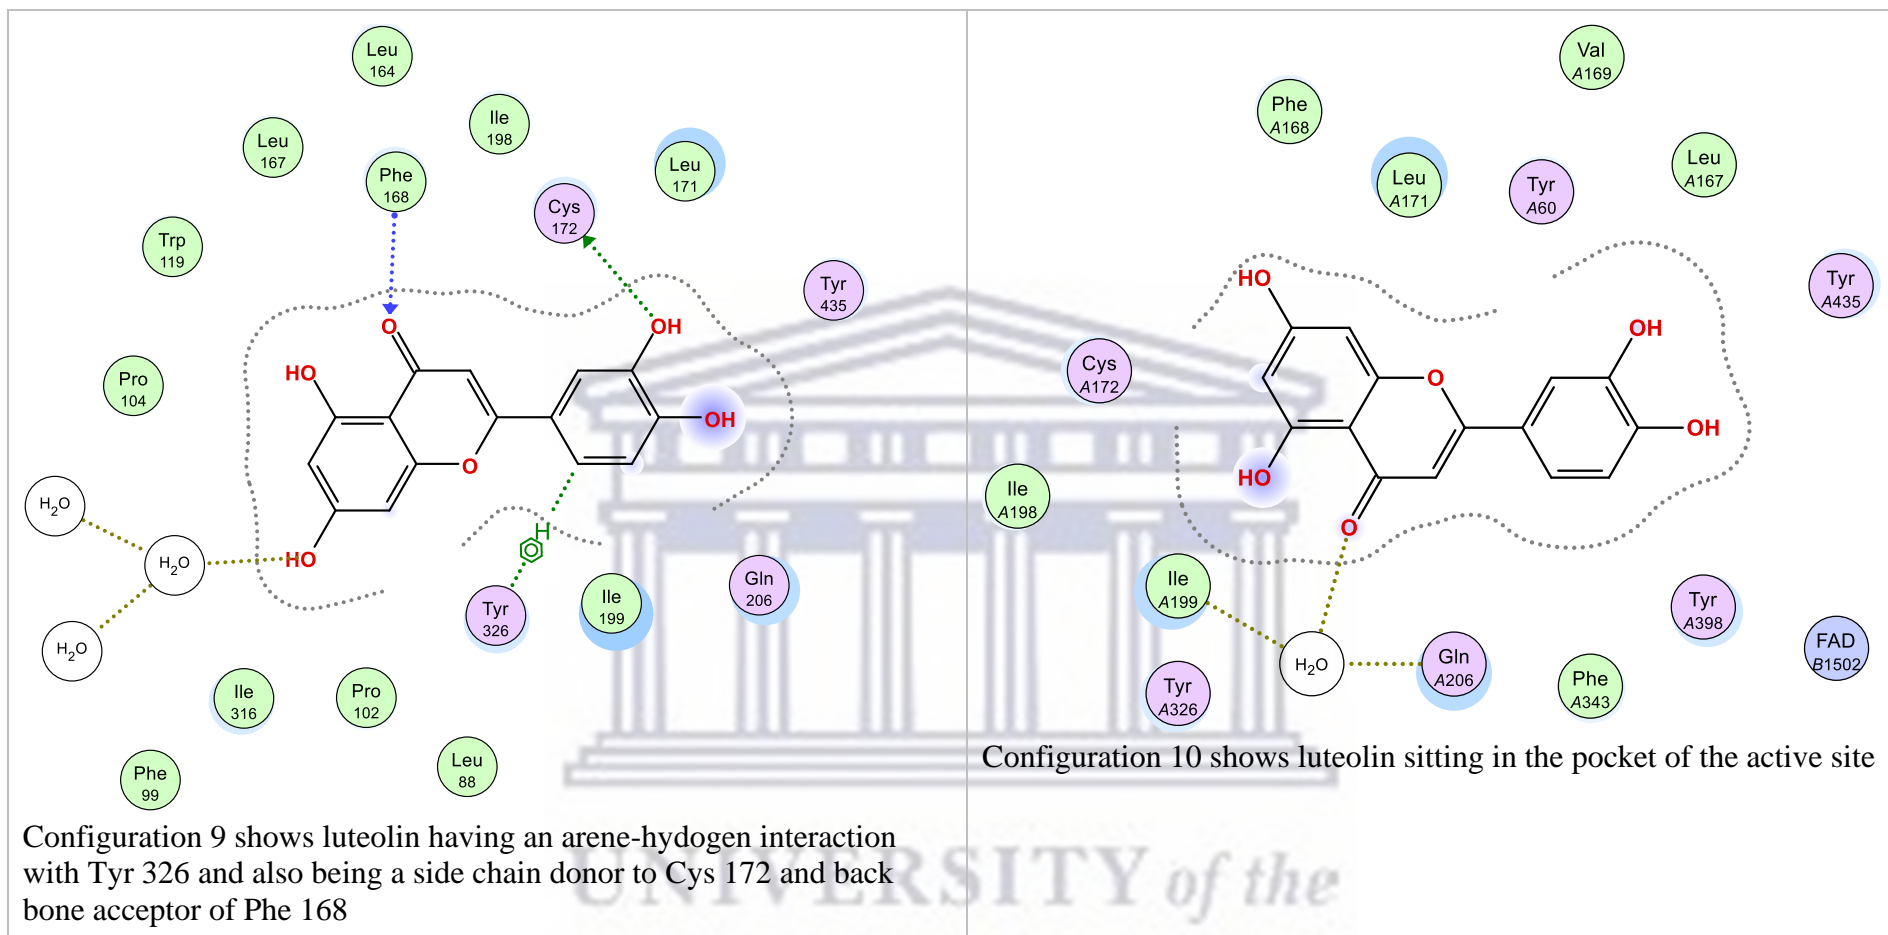 Leu
164
Ile
198
Leu
167
Phe
168
Leu
171
Cys
172
Trp
119
Tyr
435
O
OH
HO
Pro
104
OH
O
H₂O
H₂O
HO
H
H₂O
Tyr
326
Ile
199
Gln
206
Ile
316
Pro
102
Phe
99
Leu
88
Configuration 9 shows luteolin having an arene-hydogen interaction
with Tyr 326 and also being a side chain donor to Cys 172 and back
bone acceptor of Phe 168
Val
A169
Phe
A168
Leu
A171
Tyr
A60
Leu
A167
HO
Tyr
A435
OH
Cys
A172
O
OH
HO
Ile
A198
O
Ile
A199
H₂O
Gln
A206
Tyr
A398
FAD
B1502
Tyr
A326
Phe
A343
Configuration 10 shows luteolin sitting in the pocket of the active site
UNIVERSITY of the